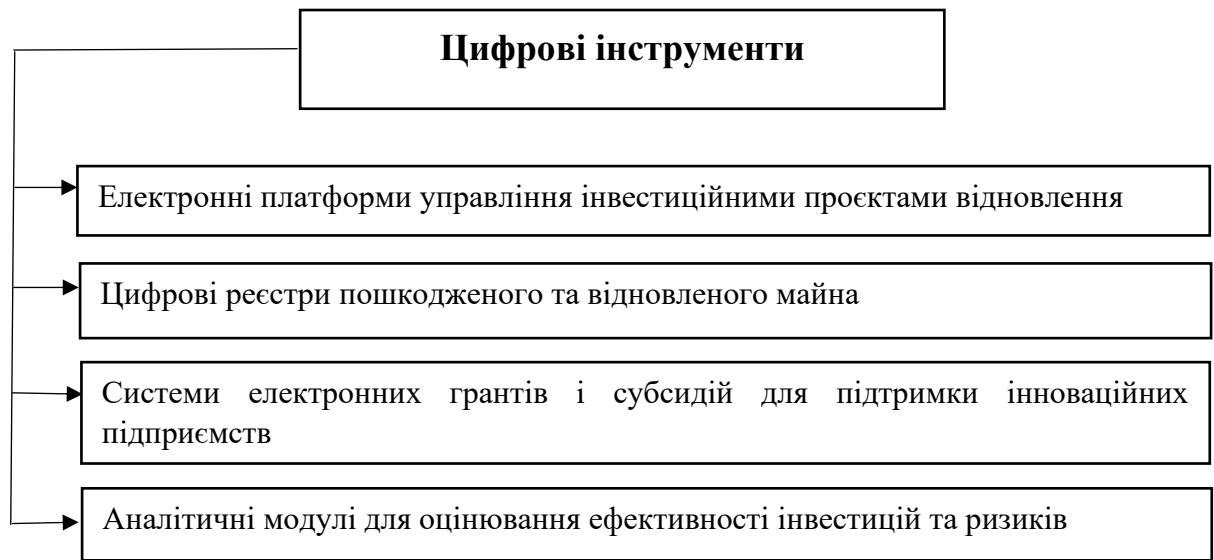 Цифрові інструменти
Електронні платформи управління інвестиційними проєктами відновлення
Цифрові реєстри пошкодженого та відновленого майна
Системи електронних грантів і субсидій для підтримки інноваційних
підприємств
Аналітичні модулі для оцінювання ефективності інвестицій та ризиків